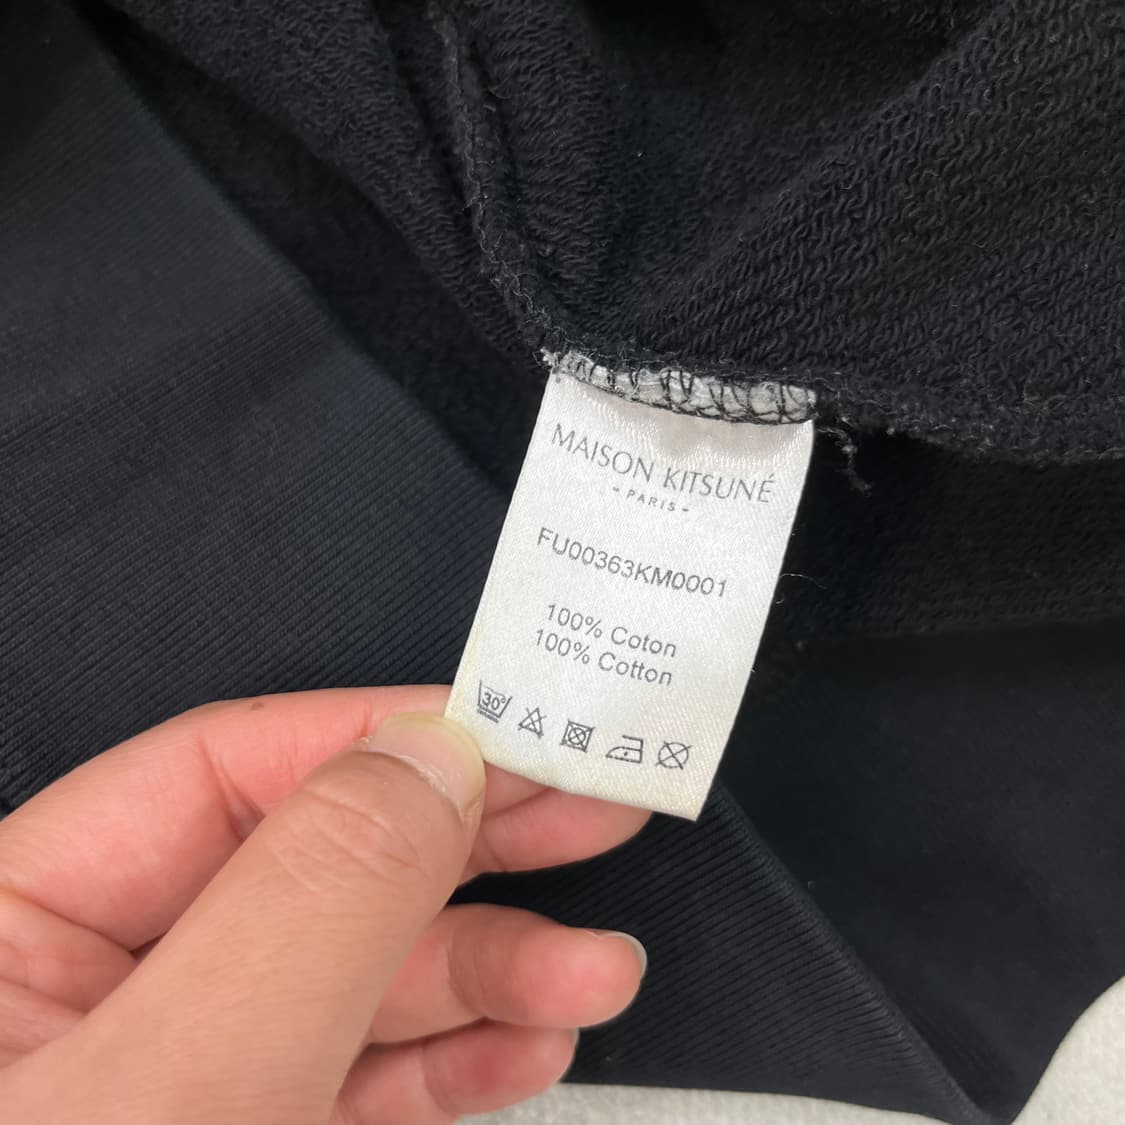 MAISON KITSUNÉ
- PARIS -
FU00363KM0001
100% Coton
100% Cotton
30°